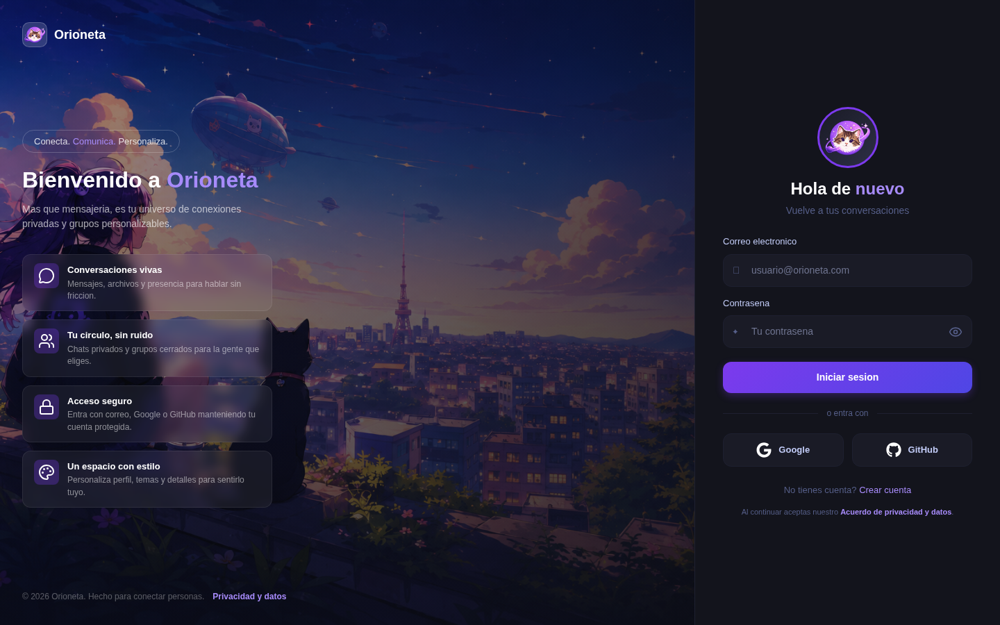 Orioneta
Conecta. Comunica. Personaliza.
Bienvenido a Orioneta
Mas que mensajeria, es tu universo de conexiones
privadas y grupos personalizables.
Conversaciones vivas
Mensajes, archivos y presencia para hablar sin
friccion.
Tu circulo, sin ruido
Chats privados y grupos cerrados para la gente que
eliges.
Acceso seguro
Entra con correo, Google o GitHub manteniendo tu
cuenta protegida.
Un espacio con estilo
Personaliza perfil, temas y detalles para sentirlo
tuyo.
© 2026 Orioneta. Hecho para conectar personas. Privacidad y datos
Hola de nuevo
Vuelve a tus conversaciones
Correo electronico
usuario@orioneta.com
Contrasena
Tu contrasena
Iniciar sesion
o entra con
Google
GitHub
No tienes cuenta? Crear cuenta
Al continuar aceptas nuestro Acuerdo de privacidad y datos.